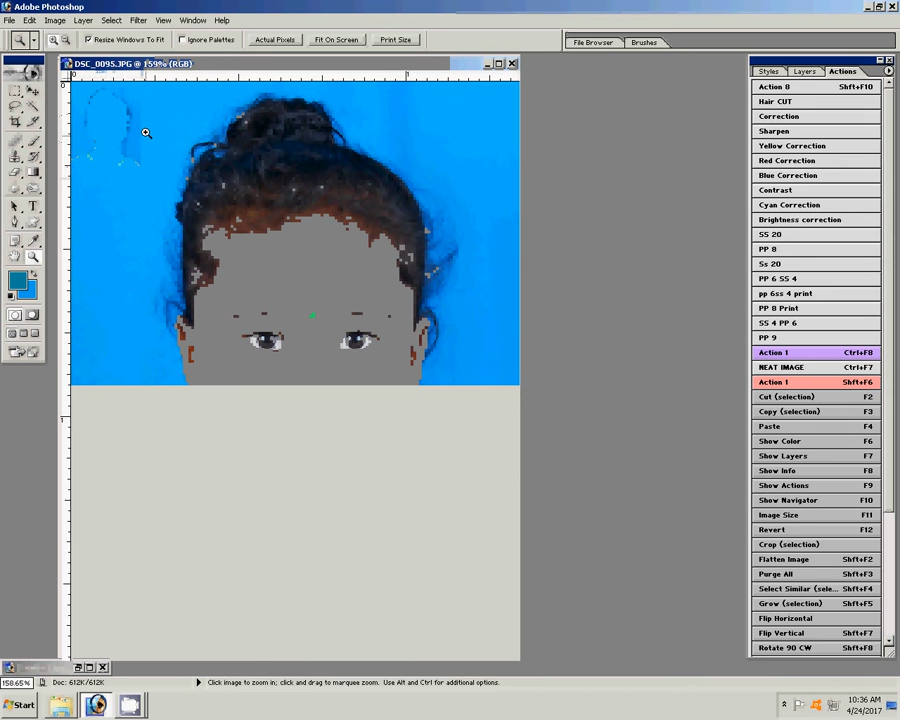 Adobe Photoshop
File Edit Image Layer Select Filter View Window Help
Resize Windows To Fit Ignore Palettes Actual Pixels Fit On Screen Print Size File Browser Brushes
DSC_0095.JPG @ 159% (RGB)
0 1
0
1
Styles Layers Actions
Action 8 Shft+F10
Hair CUT
Correction
Sharpen
Yellow Correction
Red Correction
Blue Correction
Contrast
Cyan Correction
Brightness correction
SS 20
PP 8
Ss 20
PP 6 SS 4
pp 6ss 4 print
PP 8 Print
SS 4 PP 6
PP 9
Action 1 Ctrl+F8
NEAT IMAGE Ctrl+F7
Action 1 Shft+F6
Cut (selection) F2
Copy (selection) F3
Paste F4
Show Color F6
Show Layers F7
Show Info F8
Show Actions F9
Show Navigator F10
Image Size F11
Revert F12
Crop (selection)
Flatten Image Shft+F2
Purge All Shft+F3
Select Similar (sele... Shft+F4
Grow (selection) Shft+F5
Flip Horizontal
Flip Vertical Shft+F7
Rotate 90 CW Shft+F8
158.65% Doc: 612K/612K Click image to zoom in; click and drag to marquee zoom. Use Alt and Ctrl for additional options.
Start
10:36 AM
4/24/2017